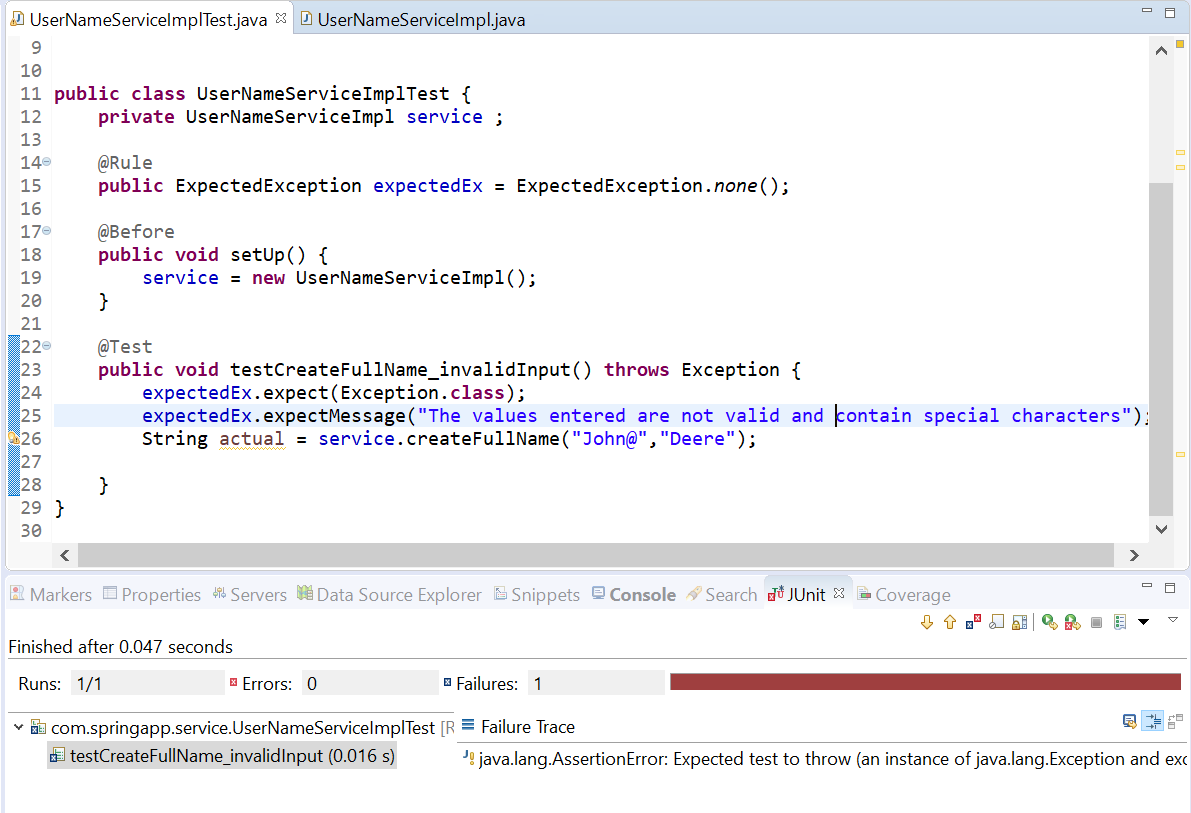 UserNameServiceImplTest.java UserNameServiceImpl.java
9
10
11 public class UserNameServiceImplTest {
12 private UserNameServiceImpl service ;
13
14 @Rule
15 public ExpectedException expectedEx = ExpectedException.none();
16
17 @Before
18 public void setUp() {
19 service = new UserNameServiceImpl();
20 }
21
22 @Test
23 public void testCreateFullName_invalidInput() throws Exception {
24 expectedEx.expect(Exception.class);
25 expectedEx.expectMessage("The values entered are not valid and contain special characters");
26 String actual = service.createFullName("John@","Deere");
27
28 }
29 }
30
Markers Properties Servers Data Source Explorer Snippets Console Search JUnit Coverage
Finished after 0.047 seconds
Runs: 1/1 Errors: 0 Failures: 1
com.springapp.service.UserNameServiceImplTest [R Failure Trace
testCreateFullName_invalidInput (0.016 s) java.lang.AssertionError: Expected test to throw (an instance of java.lang.Exception and exc